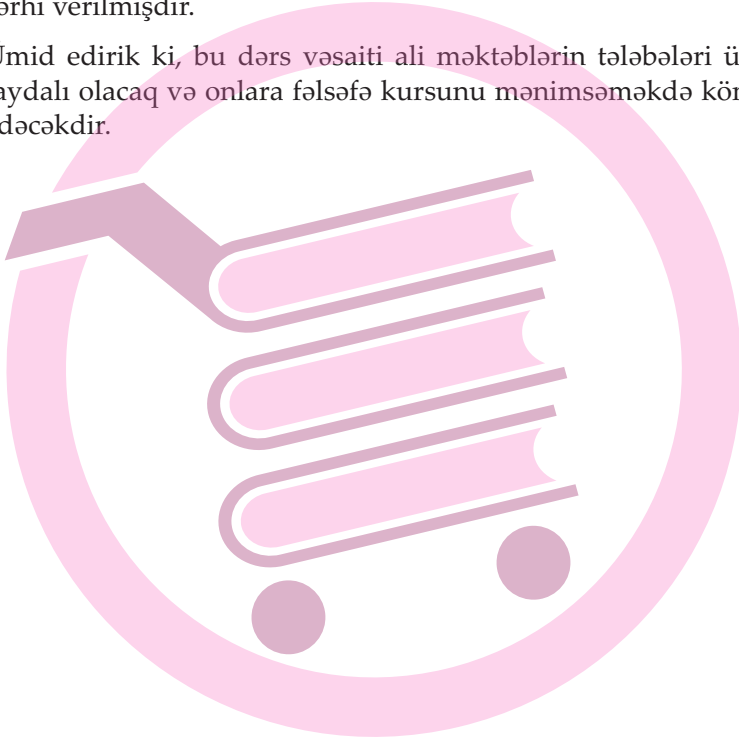 ərhi verilmişdir.
Ümid edirik ki, bu dərs vəsaiti ali məktəblərin tələbələri ü
aydalı olacaq və onlara fəlsəfə kursunu mənimsəməkdə kör
dəcəkdir.